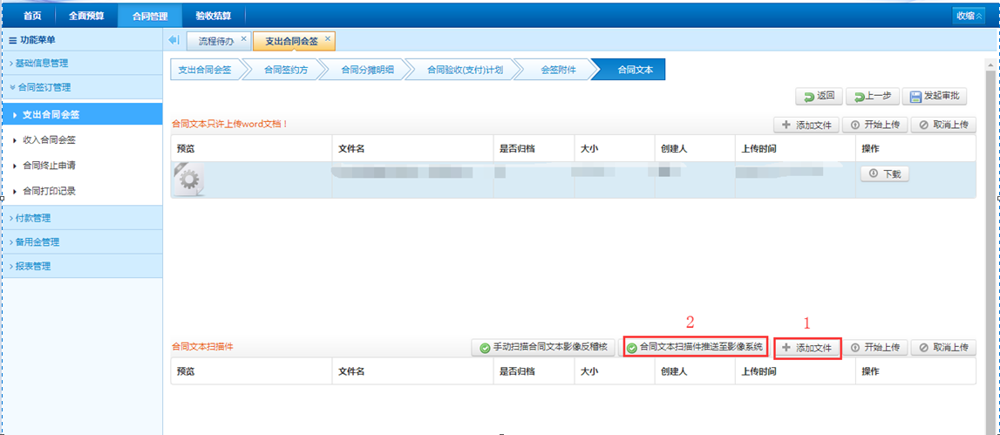 首页 全面预算 合同管理 验收结算 收缩
功能菜单
流程待办 支出合同会签
基础信息管理
合同签订管理
支出合同会签
收入合同会签
合同终止申请
合同打印记录
付款管理
备用金管理
报表管理
支出合同会签 合同签约方 合同分摊明细 合同验收(支付)计划 会签附件 合同文本
返回 上一步 发起审批
合同文本只许上传word文档！ 添加文件 开始上传 取消上传
预览 文件名 是否归档 大小 创建人 上传时间 操作
下载
2 1
合同文本扫描件 手动扫描合同文本影像反稽核 合同文本扫描件推送至影像系统 添加文件 开始上传 取消上传
预览 文件名 是否归档 大小 创建人 上传时间 操作